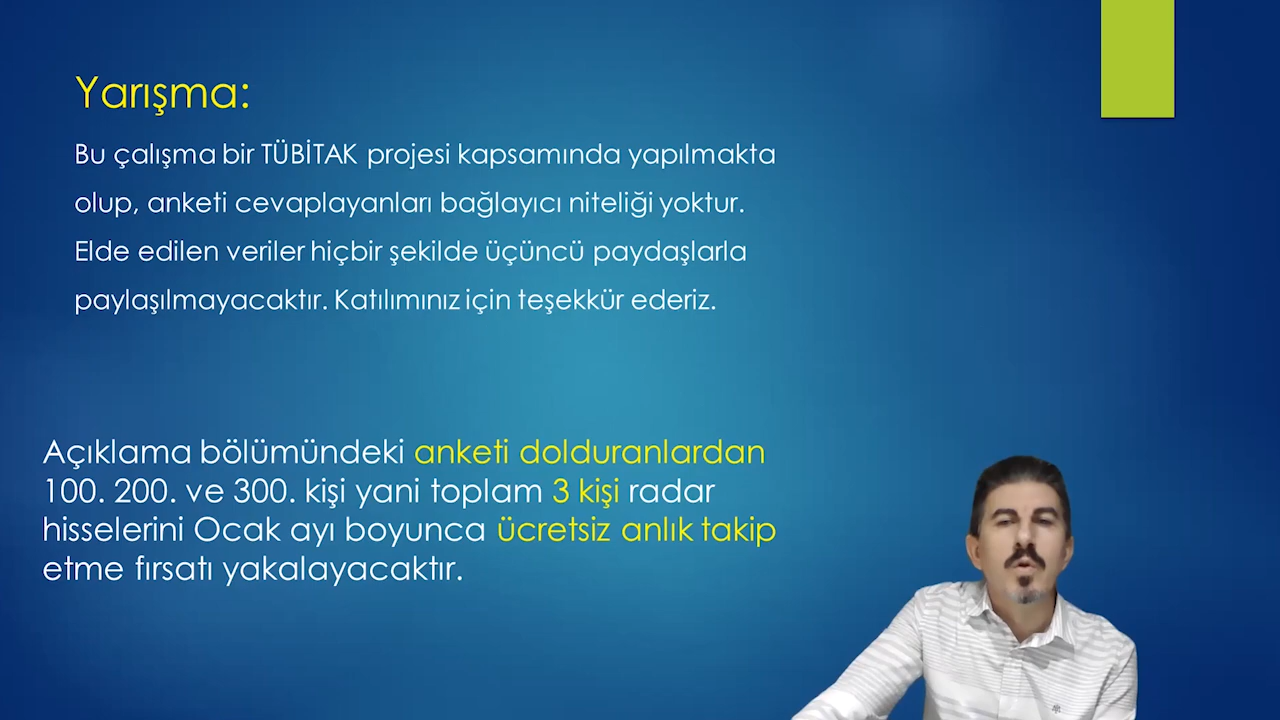 Yarışma:
Bu çalışma bir TÜBİTAK projesi kapsamında yapılmakta
olup, anketi cevaplayanları bağlayıcı niteliği yoktur.
Elde edilen veriler hiçbir şekilde üçüncü paydaşlarla
paylaşılmayacaktır. Katılımınız için teşekkür ederiz.
Açıklama bölümündeki anketi dolduranlardan
100. 200. ve 300. kişi yani toplam 3 kişi radar
hisselerini Ocak ayı boyunca ücretsiz anlık takip
etme fırsatı yakalayacaktır.